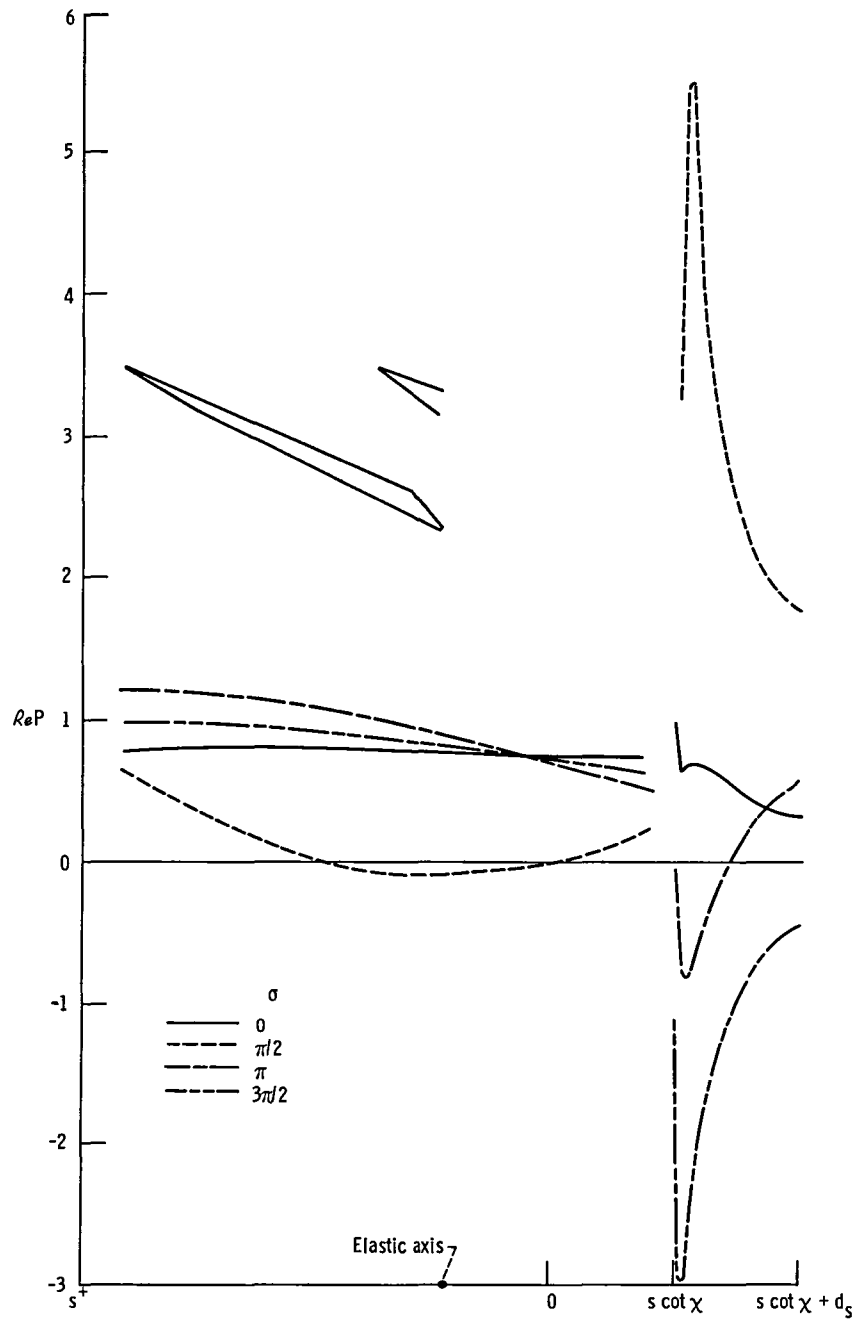 6
5
4
3
2
ReP 1
0
-1
σ
0
π/2
π
3π/2
-2
Elastic axis
-3
s+ 0 s cot χ s cot χ + ds